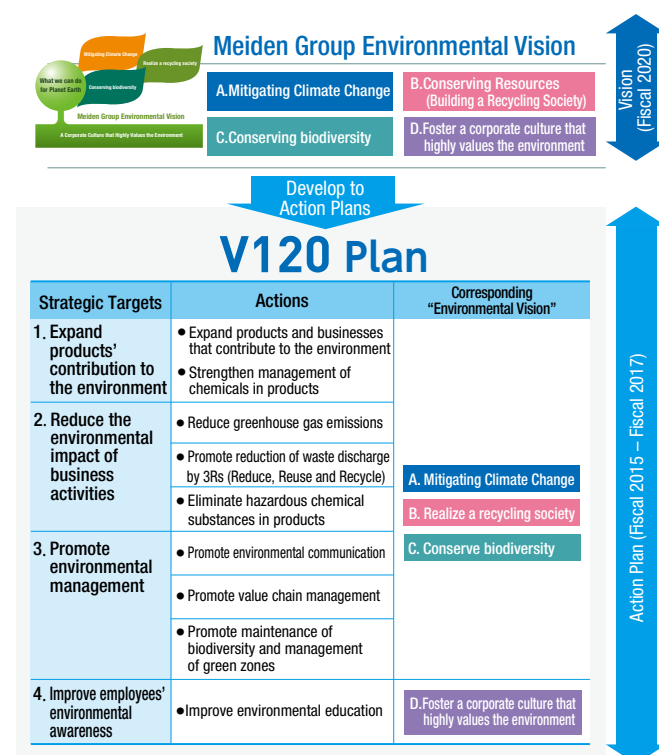 Mitigating Climate Change
Realize a recycling society
What we can do
for Planet Earth
Conserving biodiversity
Meiden Group Environmental Vision
A Corporate Culture that Highly Values the Environment
Meiden Group Environmental Vision
A.Mitigating Climate Change
B.Conserving Resources
(Building a Recycling Society)
C.Conserving biodiversity
D.Foster a corporate culture that
highly values the environment
Vision
(Fiscal 2020)
Develop to
Action Plans
V120 Plan
Strategic Targets
Actions
Corresponding
“Environmental Vision”
1. Expand
products’
contribution to
the environment
● Expand products and businesses
that contribute to the environment
● Strengthen management of
chemicals in products
2. Reduce the
environmental
impact of
business
activities
● Reduce greenhouse gas emissions
● Promote reduction of waste discharge
by 3Rs (Reduce, Reuse and Recycle)
● Eliminate hazardous chemical
substances in products
3. Promote
environmental
management
● Promote environmental communication
● Promote value chain management
● Promote maintenance of
biodiversity and management
of green zones
A. Mitigating Climate Change
B. Realize a recycling society
C. Conserve biodiversity
4. Improve employees’
environmental
awareness
●Improve environmental education
D.Foster a corporate culture that
highly values the environment
Action Plan (Fiscal 2015 – Fiscal 2017)